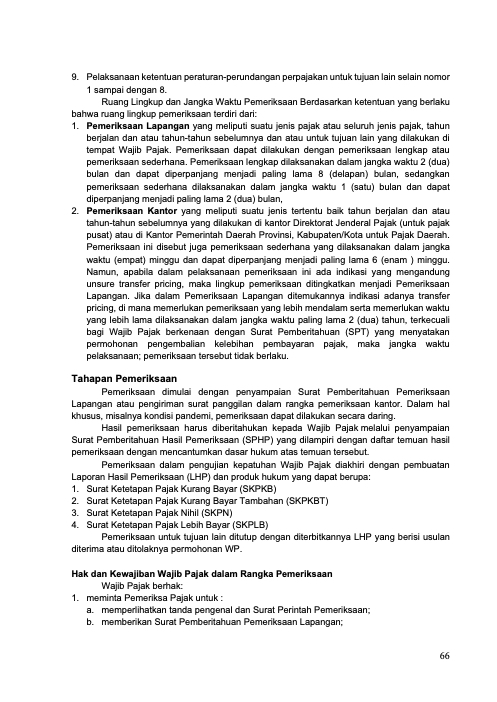 9. Pelaksanaan ketentuan peraturan-perundangan perpajakan untuk tujuan lain selain nomor
1 sampai dengan 8.
Ruang Lingkup dan Jangka Waktu Pemeriksaan Berdasarkan ketentuan yang berlaku
bahwa ruang lingkup pemeriksaan terdiri dari:
1. Pemeriksaan Lapangan yang meliputi suatu jenis pajak atau seluruh jenis pajak, tahun
berjalan dan atau tahun-tahun sebelumnya dan atau untuk tujuan lain yang dilakukan di
tempat Wajib Pajak. Pemeriksaan dapat dilakukan dengan pemeriksaan lengkap atau
pemeriksaan sederhana. Pemeriksaan lengkap dilaksanakan dalam jangka waktu 2 (dua)
bulan dan dapat diperpanjang menjadi paling lama 8 (delapan) bulan, sedangkan
pemeriksaan sederhana dilaksanakan dalam jangka waktu 1 (satu) bulan dan dapat
diperpanjang menjadi paling lama 2 (dua) bulan,
2. Pemeriksaan Kantor yang meliputi suatu jenis tertentu baik tahun berjalan dan atau
tahun-tahun sebelumnya yang dilakukan di kantor Direktorat Jenderal Pajak (untuk pajak
pusat) atau di Kantor Pemerintah Daerah Provinsi, Kabupaten/Kota untuk Pajak Daerah.
Pemeriksaan ini disebut juga pemeriksaan sederhana yang dilaksanakan dalam jangka
waktu (empat) minggu dan dapat diperpanjang menjadi paling lama 6 (enam ) minggu.
Namun, apabila dalam pelaksanaan pemeriksaan ini ada indikasi yang mengandung
unsure transfer pricing, maka lingkup pemeriksaan ditingkatkan menjadi Pemeriksaan
Lapangan. Jika dalam Pemeriksaan Lapangan ditemukannya indikasi adanya transfer
pricing, di mana memerlukan pemeriksaan yang lebih mendalam serta memerlukan waktu
yang lebih lama dilaksanakan dalam jangka waktu paling lama 2 (dua) tahun, terkecuali
bagi Wajib Pajak berkenaan dengan Surat Pemberitahuan (SPT) yang menyatakan
permohonan pengembalian kelebihan pembayaran pajak, maka jangka waktu
pelaksanaan; pemeriksaan tersebut tidak berlaku.
Tahapan Pemeriksaan
Pemeriksaan dimulai dengan penyampaian Surat Pemberitahuan Pemeriksaan
Lapangan atau pengiriman surat panggilan dalam rangka pemeriksaan kantor. Dalam hal
khusus, misalnya kondisi pandemi, pemeriksaan dapat dilakukan secara daring.
Hasil pemeriksaan harus diberitahukan kepada Wajib Pajak melalui penyampaian
Surat Pemberitahuan Hasil Pemeriksaan (SPHP) yang dilampiri dengan daftar temuan hasil
pemeriksaan dengan mencantumkan dasar hukum atas temuan tersebut.
Pemeriksaan dalam pengujian kepatuhan Wajib Pajak diakhiri dengan pembuatan
Laporan Hasil Pemeriksaan (LHP) dan produk hukum yang dapat berupa:
1. Surat Ketetapan Pajak Kurang Bayar (SKPKB)
2. Surat Ketetapan Pajak Kurang Bayar Tambahan (SKPKBT)
3. Surat Ketetapan Pajak Nihil (SKPN)
4. Surat Ketetapan Pajak Lebih Bayar (SKPLB)
Pemeriksaan untuk tujuan lain ditutup dengan diterbitkannya LHP yang berisi usulan
diterima atau ditolaknya permohonan WP.
Hak dan Kewajiban Wajib Pajak dalam Rangka Pemeriksaan
Wajib Pajak berhak:
1. meminta Pemeriksa Pajak untuk :
a. memperlihatkan tanda pengenal dan Surat Perintah Pemeriksaan;
b. memberikan Surat Pemberitahuan Pemeriksaan Lapangan;
66